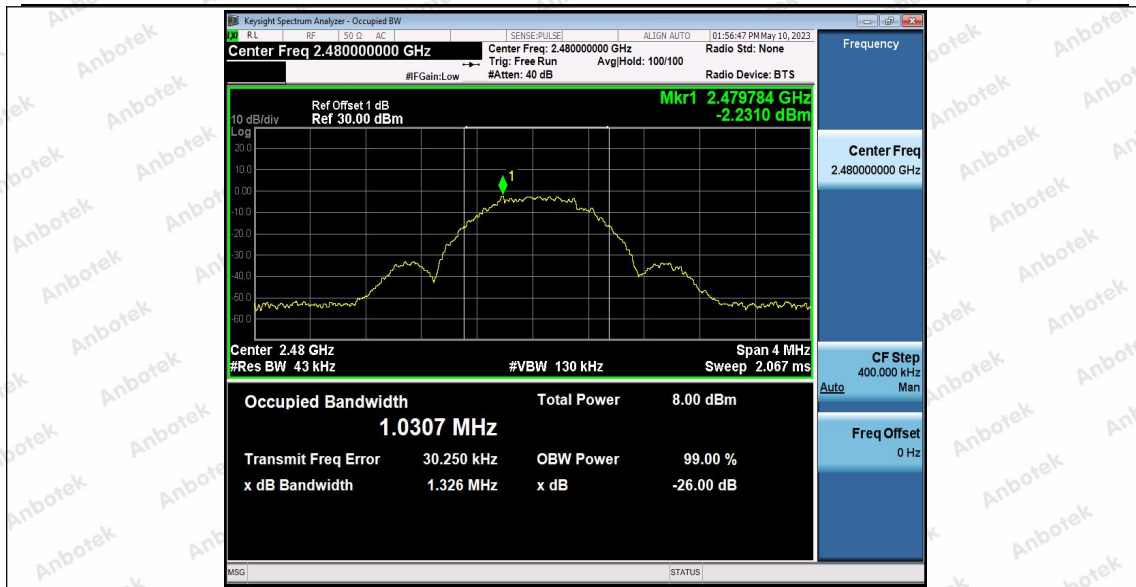 Keysight Spectrum Analyzer - Occupied BW
LXI RL RF 50 Ω AC SENSE:PULSE ALIGN AUTO 01:56:47 PM May 10, 2023
Center Freq 2.480000000 GHz
Center Freq: 2.480000000 GHz Radio Std: None
Trig: Free Run Avg|Hold: 100/100
#IFGain:Low #Atten: 40 dB Radio Device: BTS
Frequency
Mkr1 2.479784 GHz
-2.2310 dBm
Ref Offset 1 dB
10 dB/div Ref 30.00 dBm
Log
20.0
10.0
0.00
-10.0
-20.0
-30.0
-40.0
-50.0
-60.0
1
Center 2.48 GHz Span 4 MHz
#Res BW 43 kHz #VBW 130 kHz Sweep 2.067 ms
Occupied Bandwidth Total Power 8.00 dBm
1.0307 MHz
Transmit Freq Error 30.250 kHz OBW Power 99.00 %
x dB Bandwidth 1.326 MHz x dB -26.00 dB
Center Freq
2.480000000 GHz
CF Step
400.000 kHz
Auto Man
Freq Offset
0 Hz
MSG STATUS
Anbotek